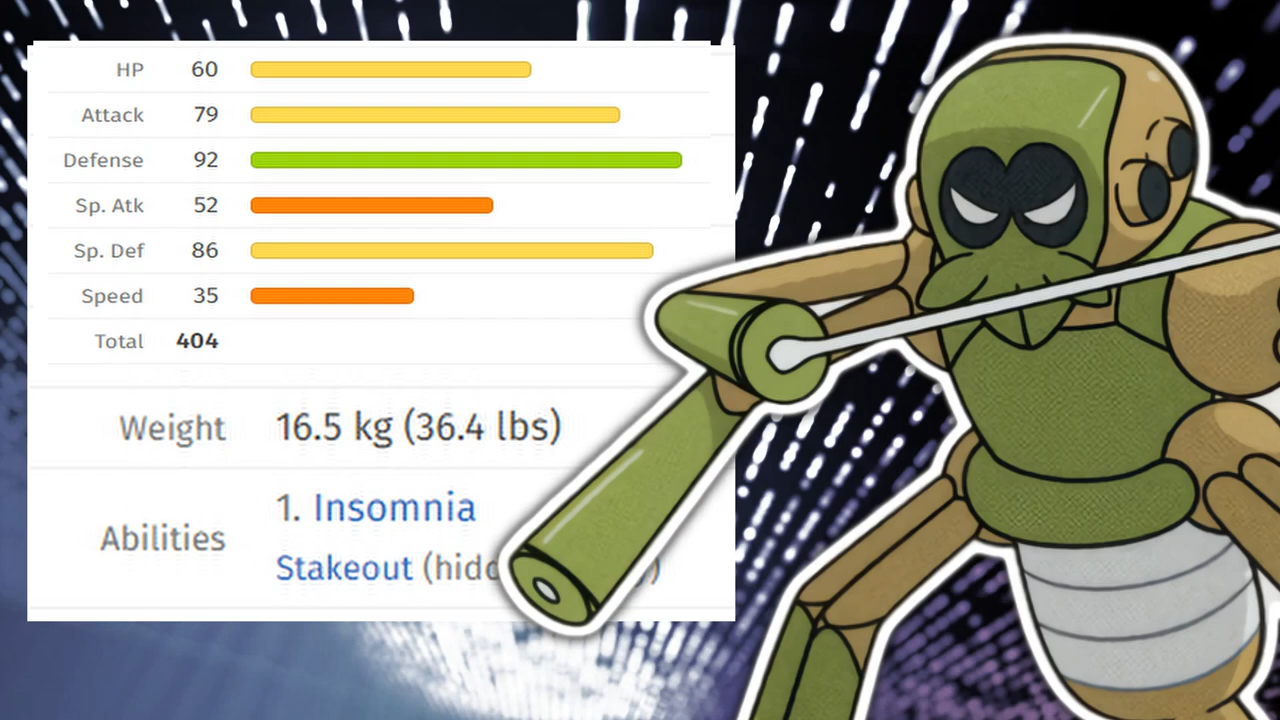 HP 60
Attack 79
Defense 92
Sp. Atk 52
Sp. Def 86
Speed 35
Total 404
Weight 16.5 kg (36.4 lbs)
Abilities 1. Insomnia
Stakeout (hid